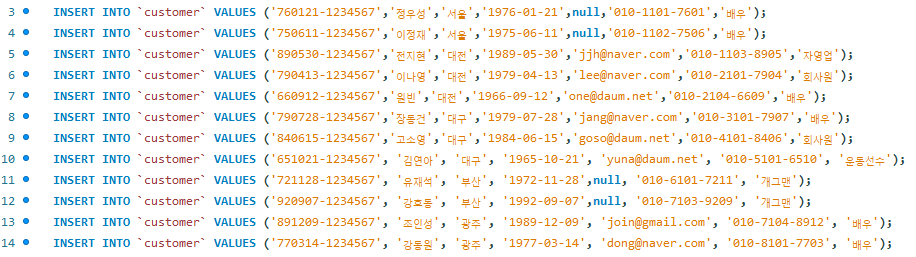 3 INSERT INTO `customer` VALUES ('760121-1234567','정우성','서울','1976-01-21',null,'010-1101-7601','배우');
4 INSERT INTO `customer` VALUES ('750611-1234567','이정재','서울','1975-06-11',null,'010-1102-7506','배우');
5 INSERT INTO `customer` VALUES ('890530-1234567','전지현','대전','1989-05-30','jjh@naver.com','010-1103-8905','자영업');
6 INSERT INTO `customer` VALUES ('790413-1234567','이나영','대전','1979-04-13','lee@naver.com','010-2101-7904','회사원');
7 INSERT INTO `customer` VALUES ('660912-1234567','원빈','대전','1966-09-12','one@daum.net','010-2104-6609','배우');
8 INSERT INTO `customer` VALUES ('790728-1234567','장동건','대구','1979-07-28','jang@naver.com','010-3101-7907','배우');
9 INSERT INTO `customer` VALUES ('840615-1234567','고소영','대구','1984-06-15','goso@daum.net','010-4101-8406','회사원');
10 INSERT INTO `customer` VALUES ('651021-1234567', '김연아', '대구', '1965-10-21', 'yuna@daum.net', '010-5101-6510', '운동선수');
11 INSERT INTO `customer` VALUES ('721128-1234567', '유재석', '부산', '1972-11-28',null, '010-6101-7211', '개그맨');
12 INSERT INTO `customer` VALUES ('920907-1234567', '강호동', '부산', '1992-09-07',null, '010-7103-9209', '개그맨');
13 INSERT INTO `customer` VALUES ('891209-1234567', '조인성', '광주', '1989-12-09', 'join@gmail.com', '010-7104-8912', '배우');
14 INSERT INTO `customer` VALUES ('770314-1234567', '강동원', '광주', '1977-03-14', 'dong@naver.com', '010-8101-7703', '배우');